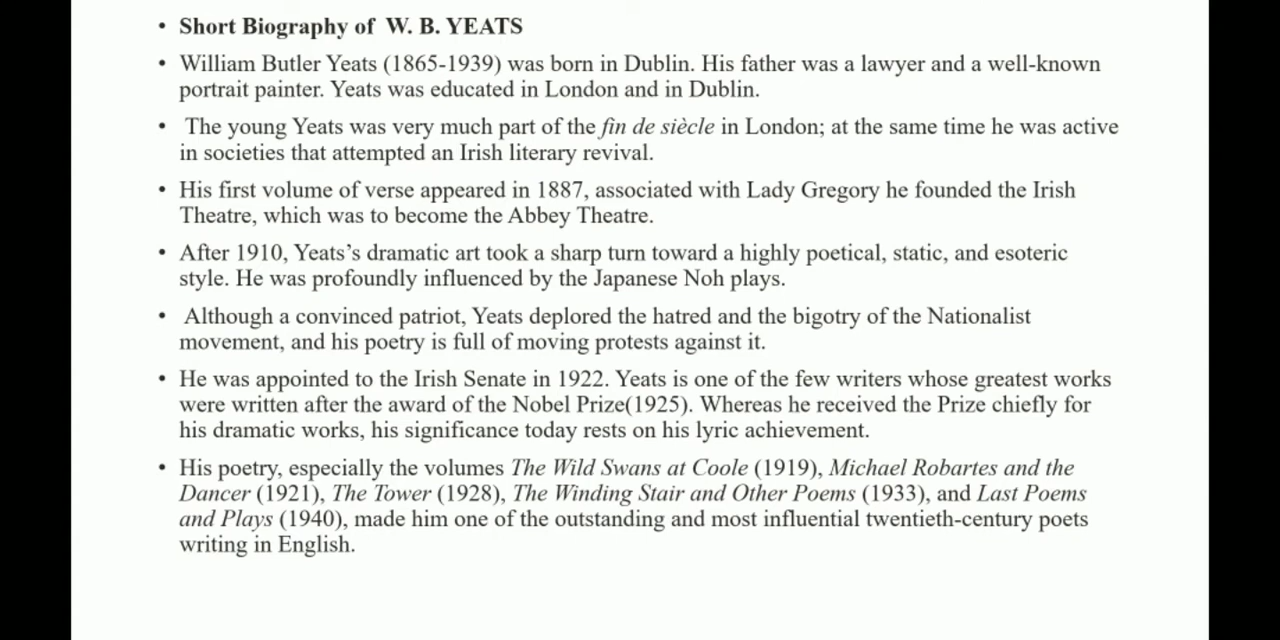 • Short Biography of W. B. YEATS
• William Butler Yeats (1865-1939) was born in Dublin. His father was a lawyer and a well-known
portrait painter. Yeats was educated in London and in Dublin.
• The young Yeats was very much part of the fin de siècle in London; at the same time he was active
in societies that attempted an Irish literary revival.
• His first volume of verse appeared in 1887, associated with Lady Gregory he founded the Irish
Theatre, which was to become the Abbey Theatre.
• After 1910, Yeats’s dramatic art took a sharp turn toward a highly poetical, static, and esoteric
style. He was profoundly influenced by the Japanese Noh plays.
• Although a convinced patriot, Yeats deplored the hatred and the bigotry of the Nationalist
movement, and his poetry is full of moving protests against it.
• He was appointed to the Irish Senate in 1922. Yeats is one of the few writers whose greatest works
were written after the award of the Nobel Prize(1925). Whereas he received the Prize chiefly for
his dramatic works, his significance today rests on his lyric achievement.
• His poetry, especially the volumes The Wild Swans at Coole (1919), Michael Robartes and the
Dancer (1921), The Tower (1928), The Winding Stair and Other Poems (1933), and Last Poems
and Plays (1940), made him one of the outstanding and most influential twentieth-century poets
writing in English.